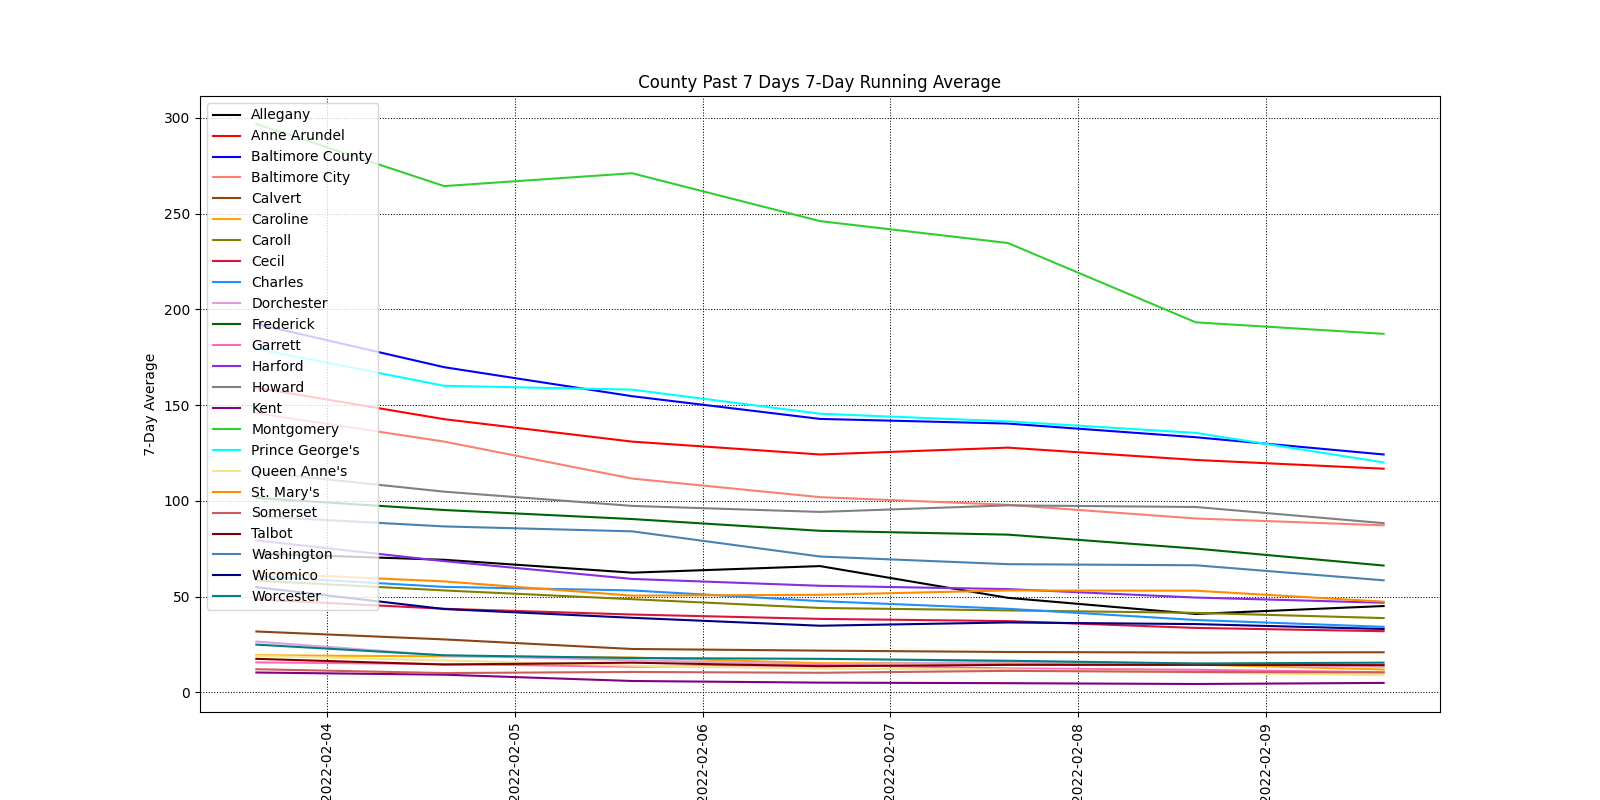 County Past 7 Days 7-Day Running Average
7-Day Average
300
250
200
150
100
50
0
Allegany
Anne Arundel
Baltimore County
Baltimore City
Calvert
Caroline
Caroll
Cecil
Charles
Dorchester
Frederick
Garrett
Harford
Howard
Kent
Montgomery
Prince George's
Queen Anne's
St. Mary's
Somerset
Talbot
Washington
Wicomico
Worcester
2022-02-04
2022-02-05
2022-02-06
2022-02-07
2022-02-08
2022-02-09